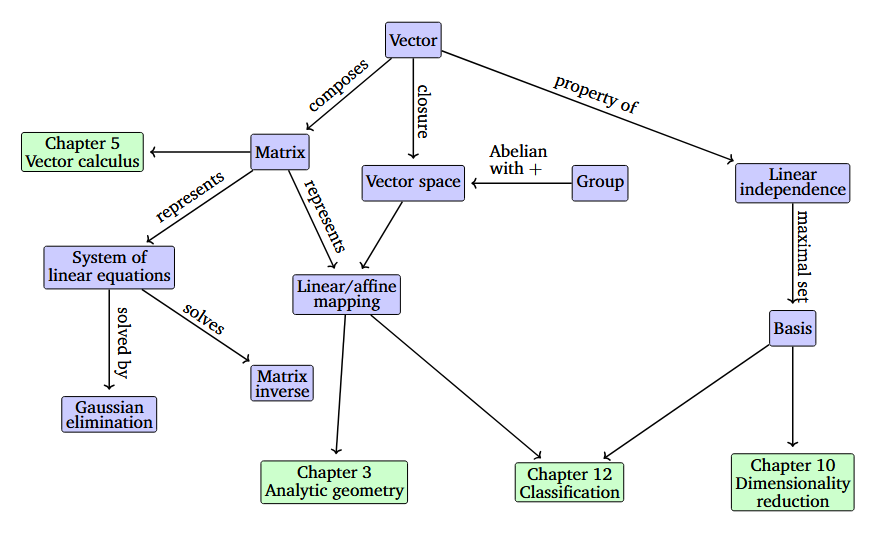 Vector
composes
closure
property of
Chapter 5
Vector calculus
Matrix
Abelian
with +
Vector space
Group
Linear
independence
represents
represents
maximal set
System of
linear equations
Linear/affine
mapping
solved by
solves
Basis
Matrix
inverse
Gaussian
elimination
Chapter 3
Analytic geometry
Chapter 12
Classification
Chapter 10
Dimensionality
reduction